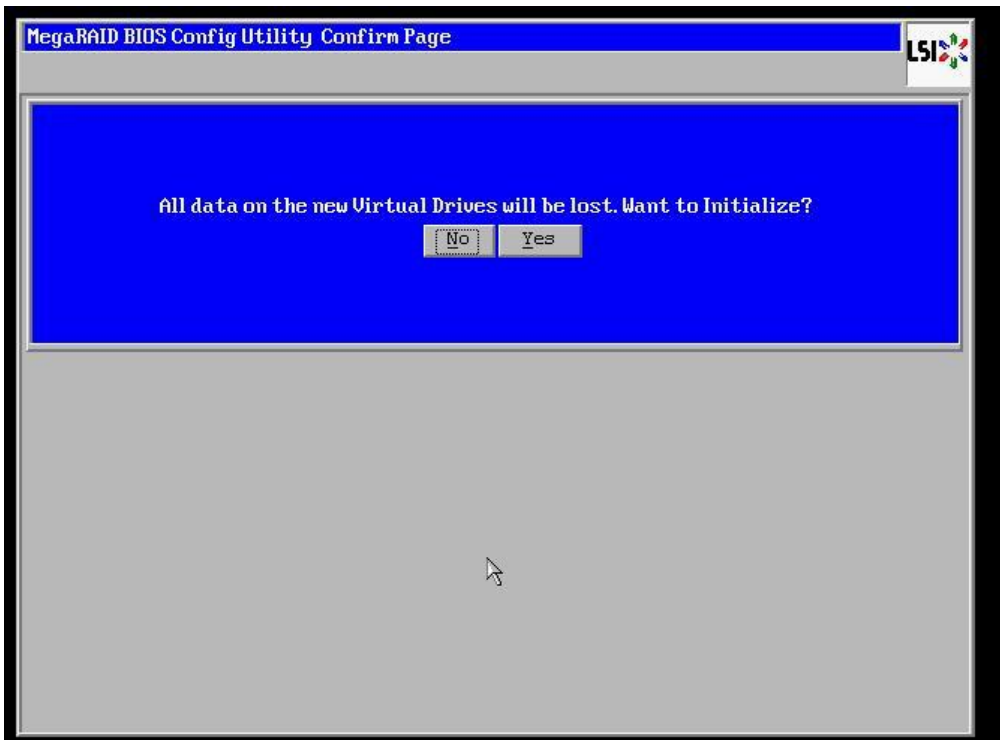 MegaRAID BIOS Config Utility Confirm Page
LSI
All data on the new Virtual Drives will be lost. Want to Initialize?
No Yes